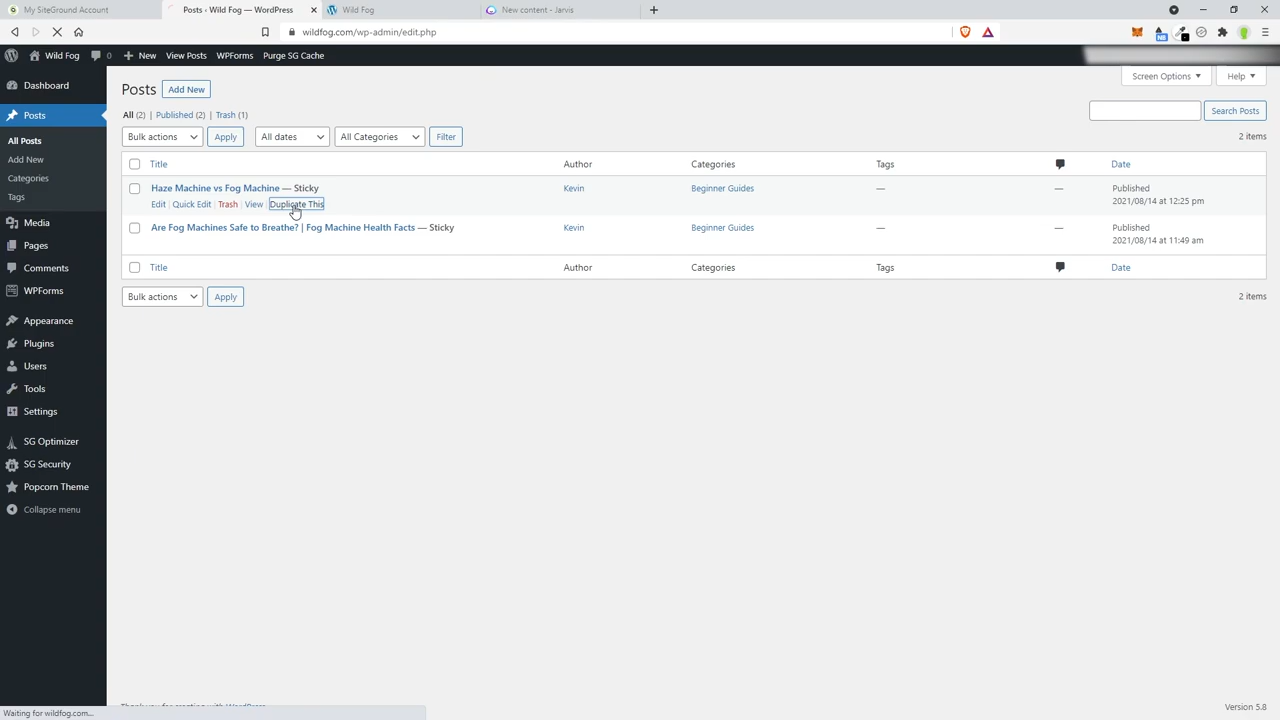 My SiteGround Account
Posts ‹ Wild Fog — WordPress
Wild Fog
New content - Jarvis
wildfog.com/wp-admin/edit.php
Wild Fog 0 New View Posts WPForms Purge SG Cache
Screen Options Help
Dashboard
Posts
All Posts
Add New
Categories
Tags
Media
Pages
Comments
WPForms
Appearance
Plugins
Users
Tools
Settings
SG Optimizer
SG Security
Popcorn Theme
Collapse menu
Posts Add New
All (2) | Published (2) | Trash (1)
Search Posts
Bulk actions Apply All dates All Categories Filter
2 items
Title Author Categories Tags Date
Haze Machine vs Fog Machine — Sticky Kevin Beginner Guides — — Published
Edit | Quick Edit | Trash | View | Duplicate This 2021/08/14 at 12:25 pm
Are Fog Machines Safe to Breathe? | Fog Machine Health Facts — Sticky Kevin Beginner Guides — — Published
2021/08/14 at 11:49 am
Title Author Categories Tags Date
Bulk actions Apply
2 items
Thank you for creating with WordPress.
Version 5.8
Waiting for wildfog.com...